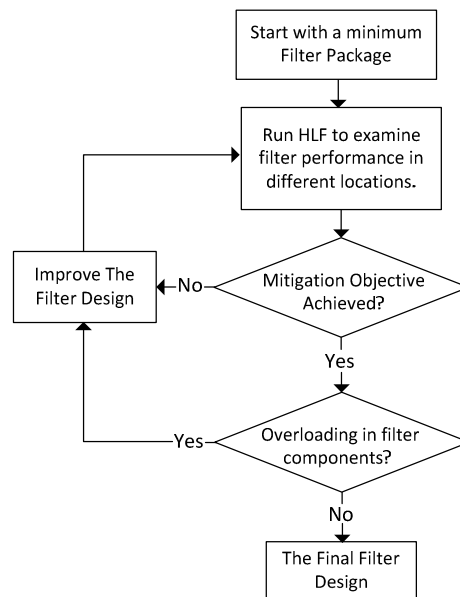 Start with a minimum
Filter Package
Run HLF to examine
filter performance in
different locations.
Improve The
Filter Design
No
Mitigation Objective
Achieved?
Yes
Yes
Overloading in filter
components?
No
The Final Filter
Design